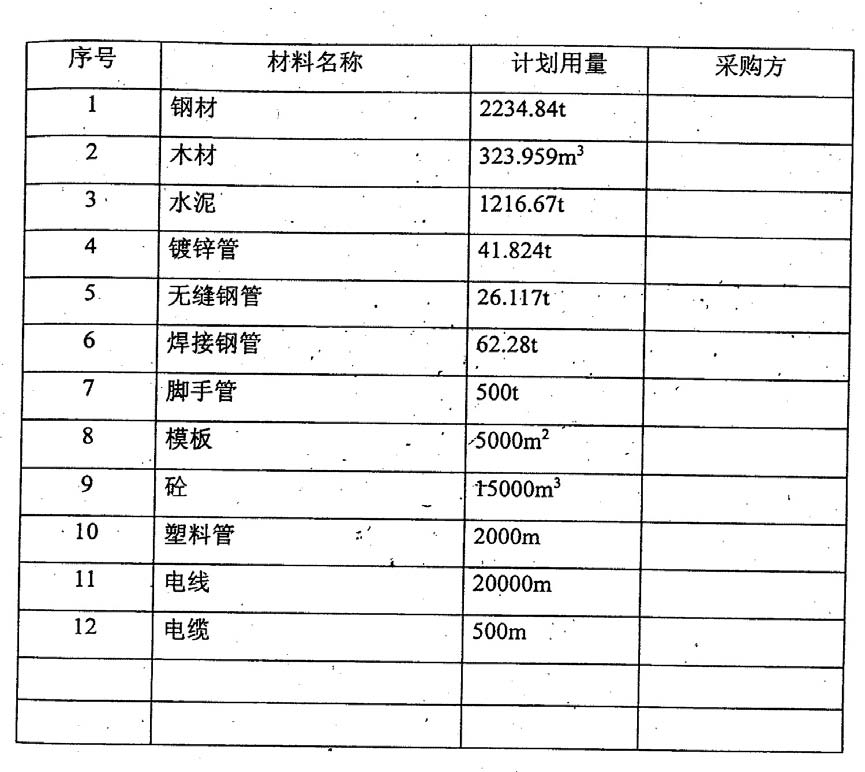 序号 材料名称 计划用量 采购方
1 钢材 2234.84t
2 木材 323.959m³
3 水泥 1216.67t
4 镀锌管 41.824t
5 无缝钢管 26.117t
6 焊接钢管 62.28t
7 脚手管 500t
8 模板 5000m²
9 砼 15000m³
10 塑料管 2000m
11 电线 20000m
12 电缆 500m